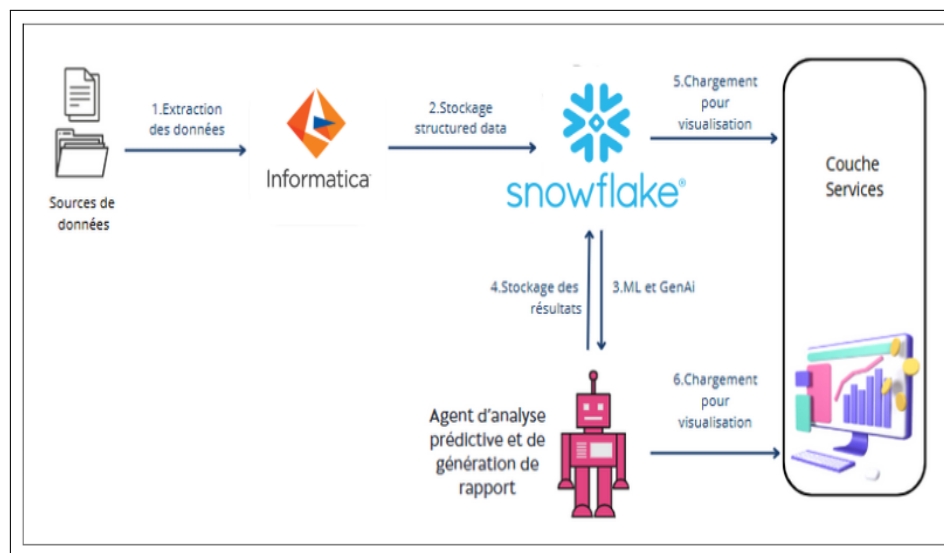 1.Extraction
des données
Sources de
données
Informatica
2.Stockage
structured data
snowflake®
5.Chargement
pour
visualisation
Couche
Services
4.Stockage des
résultats
3.ML et GenAi
Agent d'analyse
prédictive et de
génération de
rapport
6.Chargement
pour
visualisation